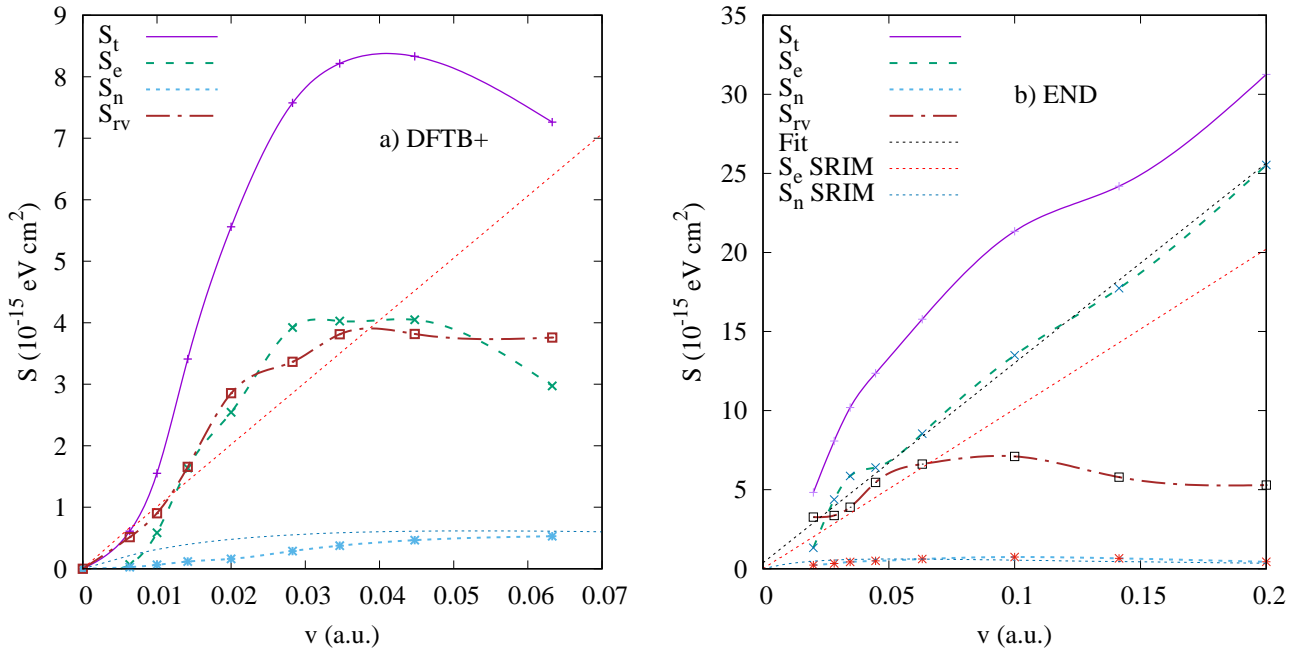 S_t
S_e
S_n
S_rv
a) DFTB+
S (10^-15 eV cm^2)
9
8
7
6
5
4
3
2
1
0
0 0.01 0.02 0.03 0.04 0.05 0.06 0.07
v (a.u.)
S_t
S_e
S_n
S_rv
Fit
S_e SRIM
S_n SRIM
b) END
S (10^-15 eV cm^2)
35
30
25
20
15
10
5
0
0 0.05 0.1 0.15 0.2
v (a.u.)